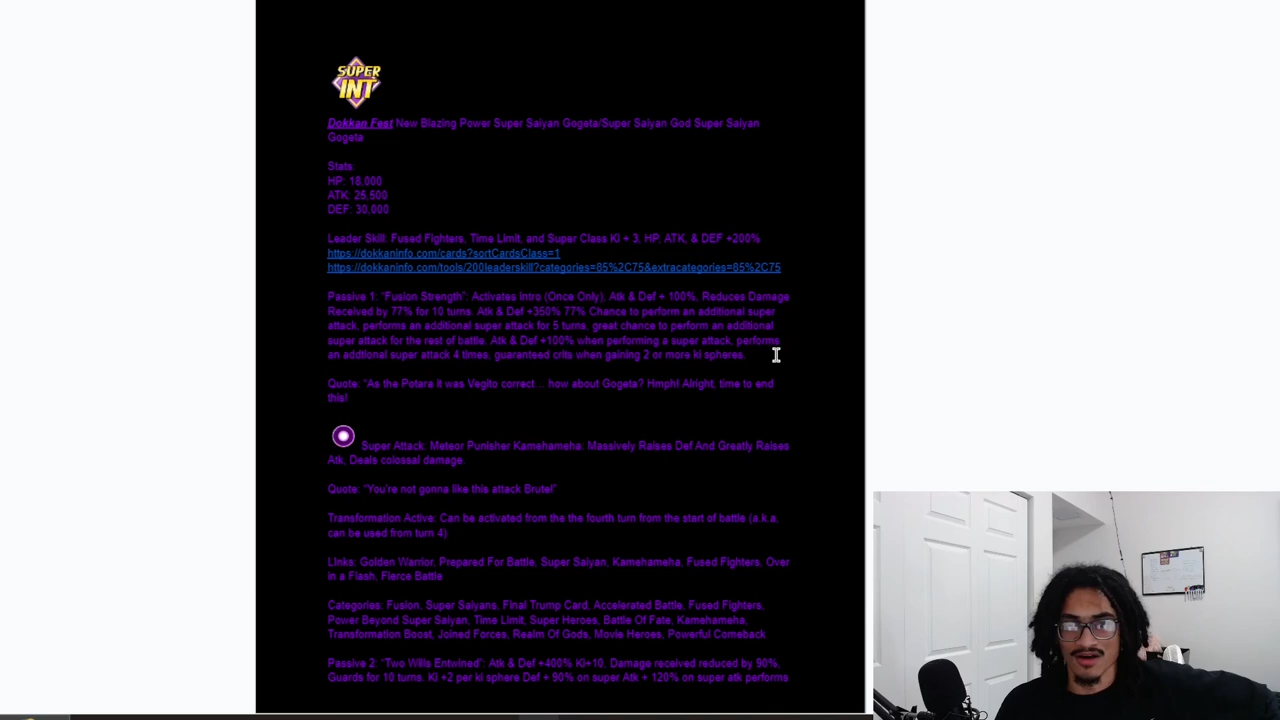 SUPER
INT
Dokkan Fest New Blazing Power Super Saiyan Gogeta/Super Saiyan God Super Saiyan
Gogeta
Stats:
HP: 18,000
ATK: 25,500
DEF: 30,000
Leader Skill: Fused Fighters, Time Limit, and Super Class Ki + 3, HP, ATK, & DEF +200%
https://dokkaninfo.com/cards?sortCardsClass=1
https://dokkaninfo.com/tools/200leaderskill?categories=85%2C75&extracategories=85%2C75
Passive 1: "Fusion Strength": Activates Intro (Once Only), Atk & Def + 100%, Reduces Damage
Received by 77% for 10 turns. Atk & Def +350% 77% Chance to perform an additional super
attack, performs an additional super attack for 5 turns, great chance to perform an additional
super attack for the rest of battle. Atk & Def +100% when performing a super attack, performs
an addtional super attack 4 times, guaranteed crits when gaining 2 or more ki spheres.
Quote: "As the Potara it was Vegito correct... how about Gogeta? Hmph! Alright, time to end
this!
Super Attack: Meteor Punisher Kamehameha: Massively Raises Def And Greatly Raises
Atk, Deals colossal damage
Quote: "You're not gonna like this attack Brute!"
Transformation Active: Can be activated from the the fourth turn from the start of battle (a.k.a.
can be used from turn 4)
LInks: Golden Warrior, Prepared For Battle, Super Saiyan, Kamehameha, Fused Fighters, Over
in a Flash, Fierce Battle
Categories: Fusion, Super Saiyans, Final Trump Card, Accelerated Battle, Fused Fighters,
Power Beyond Super Saiyan, Time Limit, Super Heroes, Battle Of Fate, Kamehameha,
Transformation Boost, Joined Forces, Realm Of Gods, Movie Heroes, Powerful Comeback
Passive 2: "Two Wills Entwined": Atk & Def +400% Ki+10, Damage received reduced by 90%,
Guards for 10 turns, Ki +2 per ki sphere Def + 90% on super Atk + 120% on super atk performs